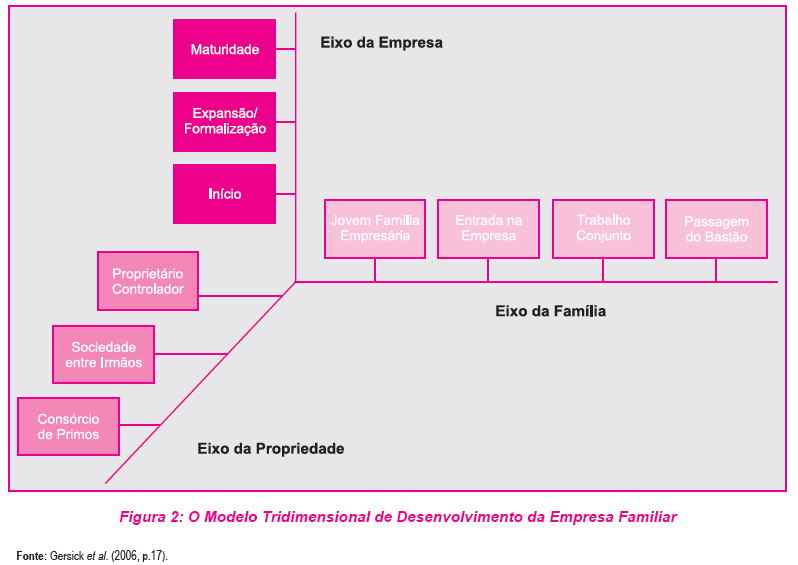 Maturidade
Eixo da Empresa
Expansão/
Formalização
Início
Jovem Família
Empresária
Entrada na
Empresa
Trabalho
Conjunto
Passagem
do Bastão
Proprietário
Controlador
Eixo da Família
Sociedade
entre Irmãos
Consórcio
de Primos
Eixo da Propriedade
Figura 2: O Modelo Tridimensional de Desenvolvimento da Empresa Familiar
Fonte: Gersick et al. (2006, p.17).